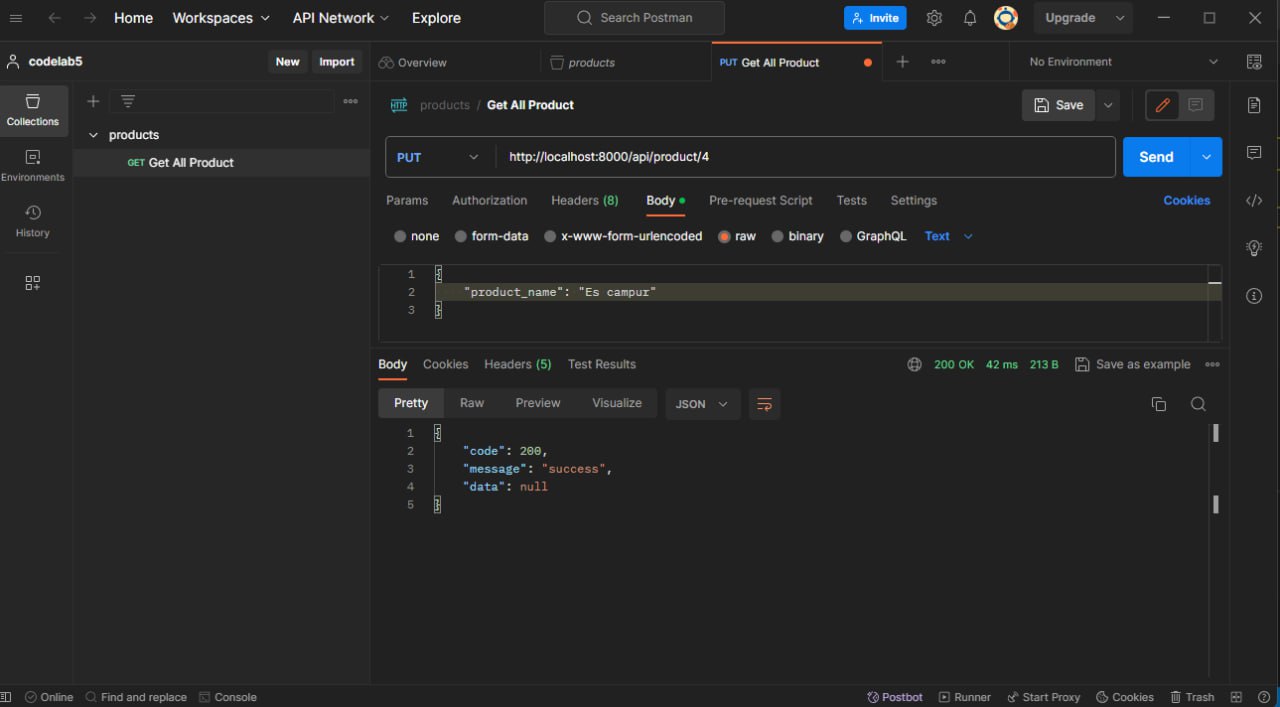 Home Workspaces API Network Explore Search Postman Invite Upgrade
codelab5 New Import Overview products PUT Get All Product No Environment
Collections
products
GET Get All Product
Environments
History
HTTP products / Get All Product Save
PUT http://localhost:8000/api/product/4 Send
Params Authorization Headers (8) Body Pre-request Script Tests Settings Cookies
none form-data x-www-form-urlencoded raw binary GraphQL Text
1 {
2 "product_name": "Es campur"
3 }
Body Cookies Headers (5) Test Results 200 OK 42 ms 213 B Save as example
Pretty Raw Preview Visualize JSON
1 {
2 "code": 200,
3 "message": "success",
4 "data": null
5 }
Online Find and replace Console Postbot Runner Start Proxy Cookies Trash